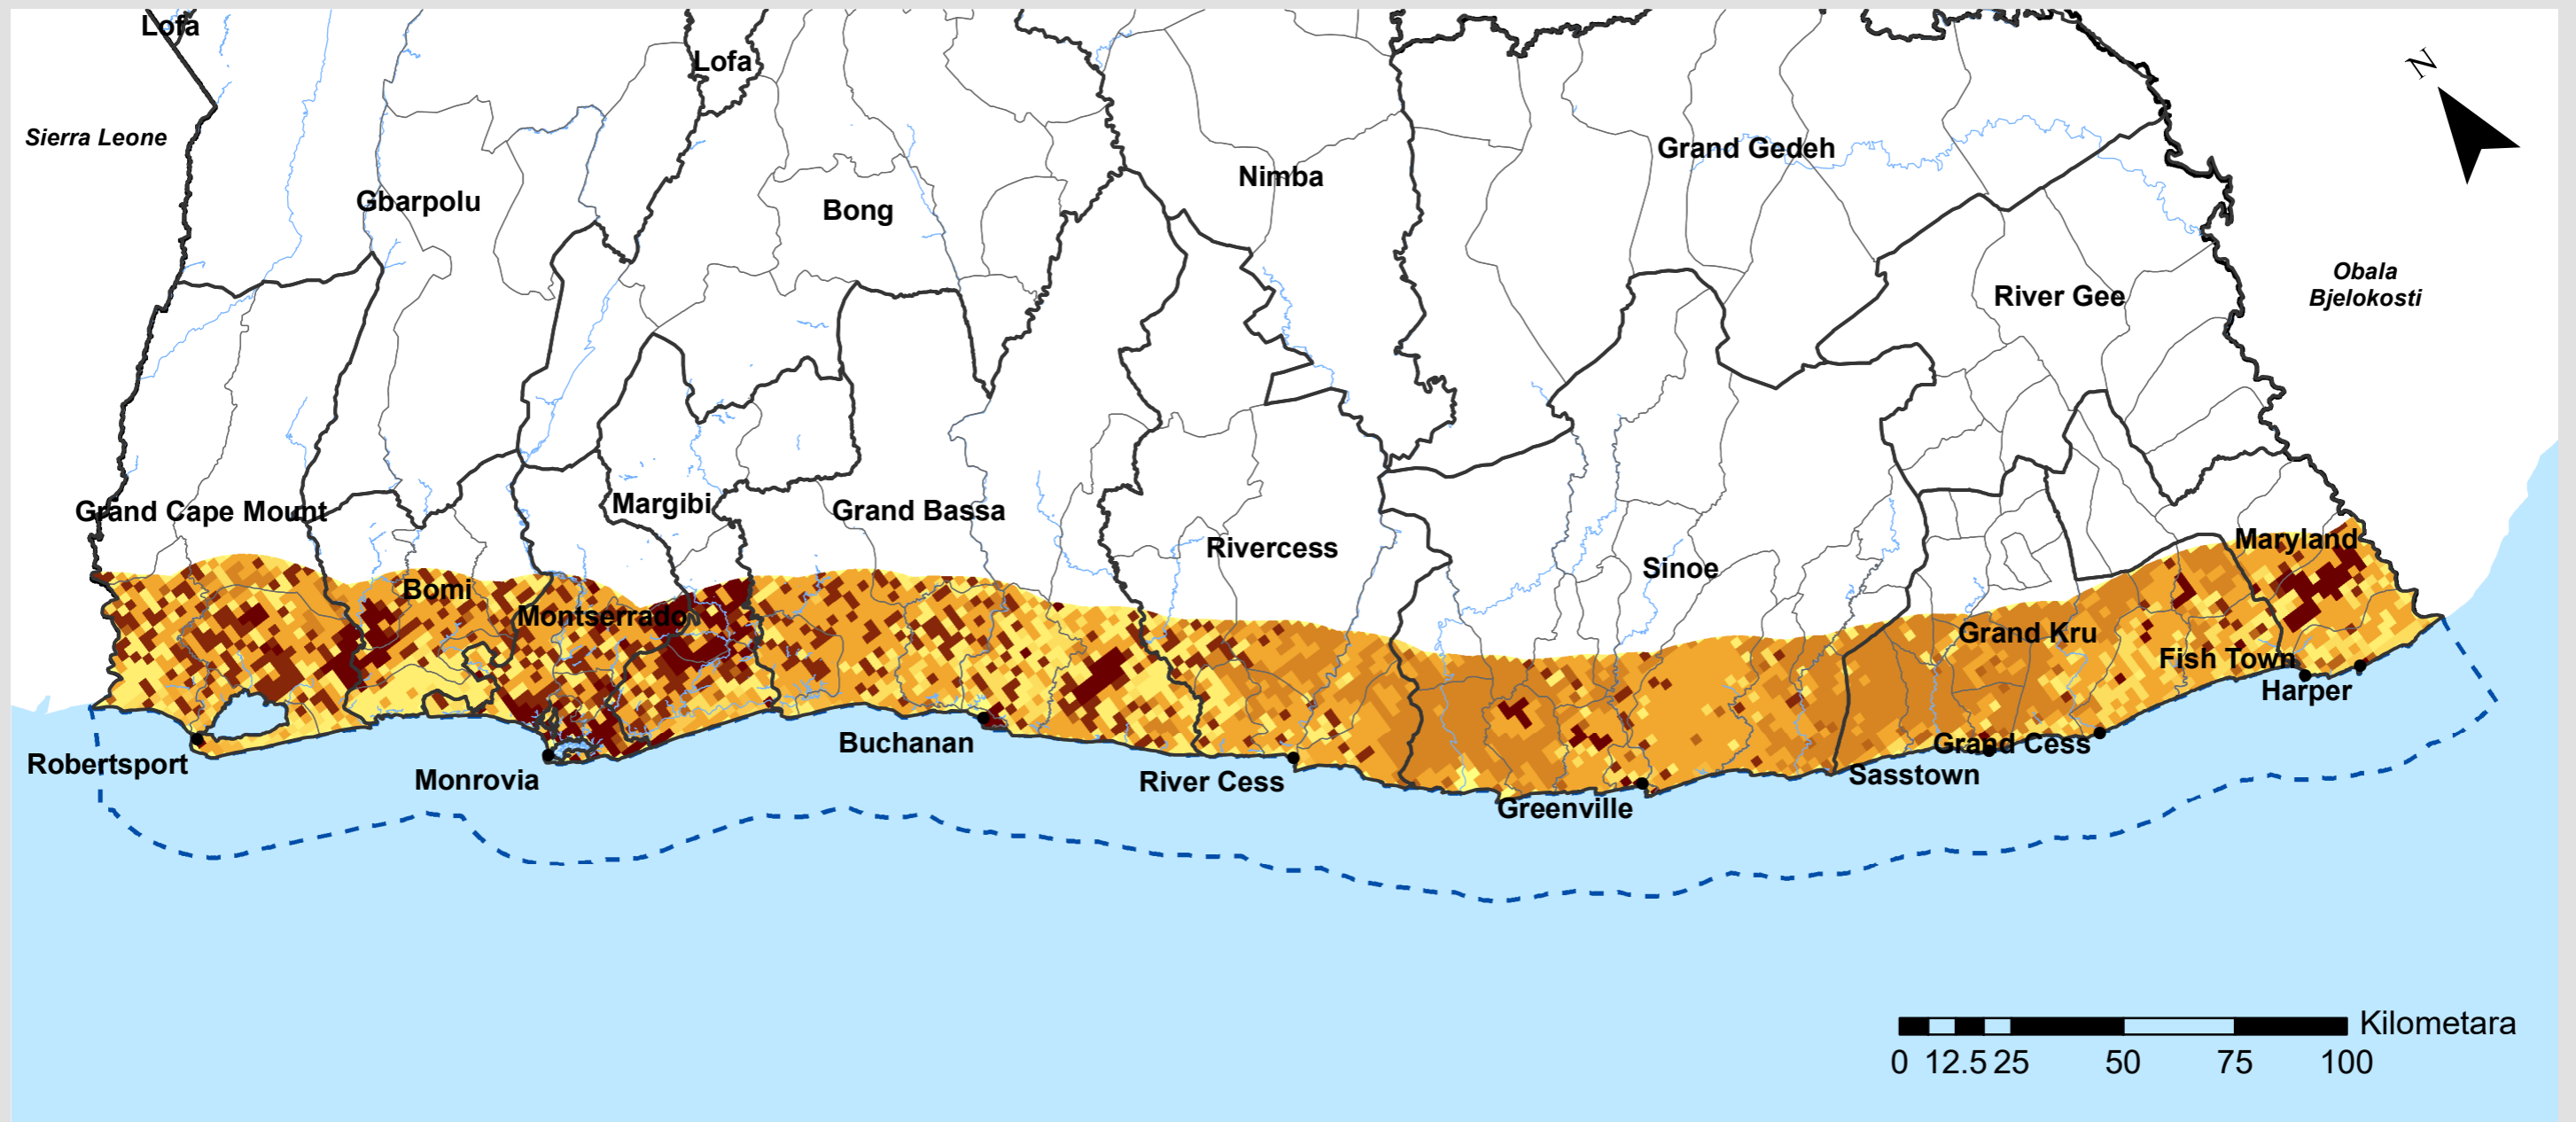 Lofa
Lofa
N
Sierra Leone
Grand Gedeh
Nimba
Gbarpolu
Bong
Obala
Bjelokosti
River Gee
Grand Cape Mount
Margibi
Grand Bassa
Rivercess
Maryland
Sinoe
Bomi
Montserrado
Grand Kru
Fish Town
Harper
Buchanan
Grand Cess
Robertsport
Monrovia
River Cess
Sasstown
Greenville
Kilometara
0 12.5 25 50 75 100